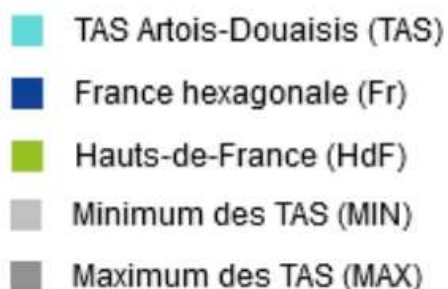 TAS Artois-Douaisis (TAS)
France hexagonale (Fr)
Hauts-de-France (HdF)
Minimum des TAS (MIN)
Maximum des TAS (MAX)